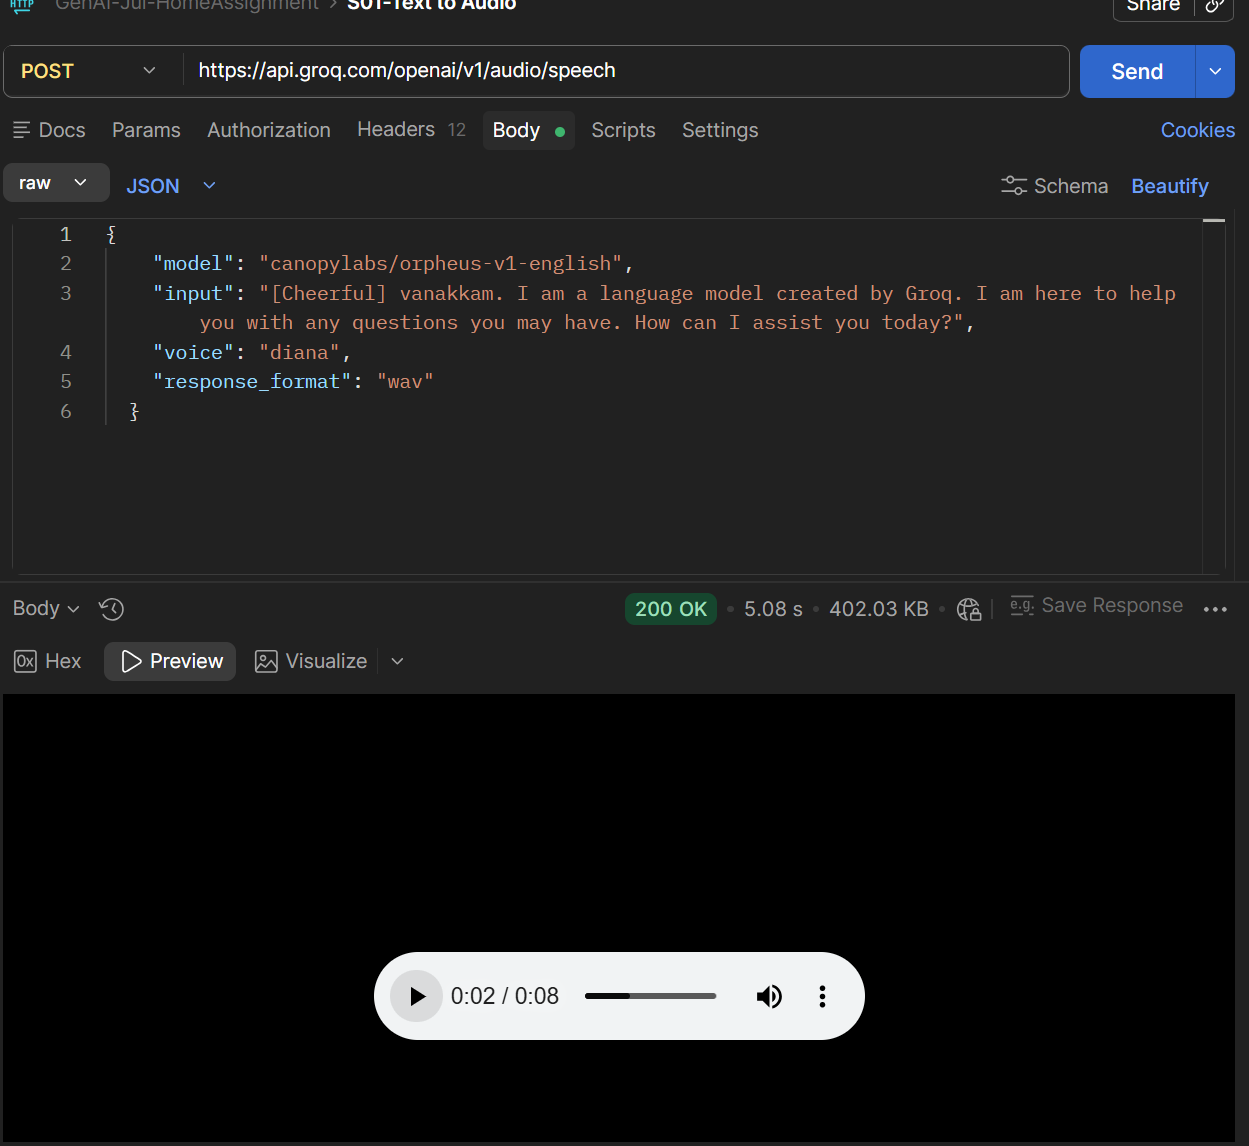 HTTP GenAI-Jul-HomeAssignment > S01-Text to Audio Share
POST https://api.groq.com/openai/v1/audio/speech Send
Docs Params Authorization Headers 12 Body Scripts Settings Cookies
raw JSON Schema Beautify
1 {
2 "model": "canopylabs/orpheus-v1-english",
3 "input": "[Cheerful] vanakkam. I am a language model created by Groq. I am here to help
you with any questions you may have. How can I assist you today?",
4 "voice": "diana",
5 "response_format": "wav"
6 }
Body 200 OK • 5.08 s • 402.03 KB • e.g. Save Response
0x Hex Preview Visualize
0:02 / 0:08